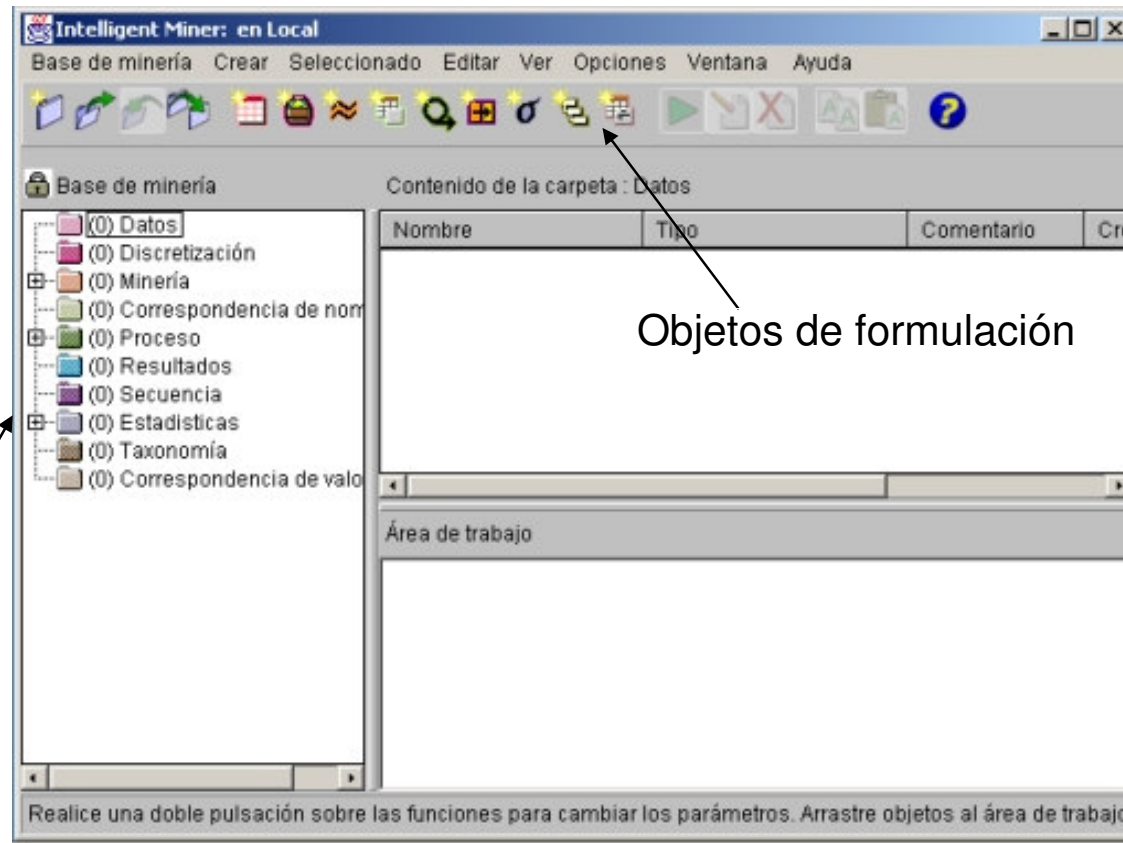 Intelligent Miner: en Local
Base de minería Crear Seleccionado Editar Ver Opciones Ventana Ayuda
Base de minería
Contenido de la carpeta : Datos
(0) Datos
(0) Discretización
(0) Minería
(0) Correspondencia de nom
(0) Proceso
(0) Resultados
(0) Secuencia
(0) Estadisticas
(0) Taxonomía
(0) Correspondencia de valo
Nombre Tipo Comentario Cre
Objetos de formulación
Área de trabajo
Realice una doble pulsación sobre las funciones para cambiar los parámetros. Arrastre objetos al área de trabajo